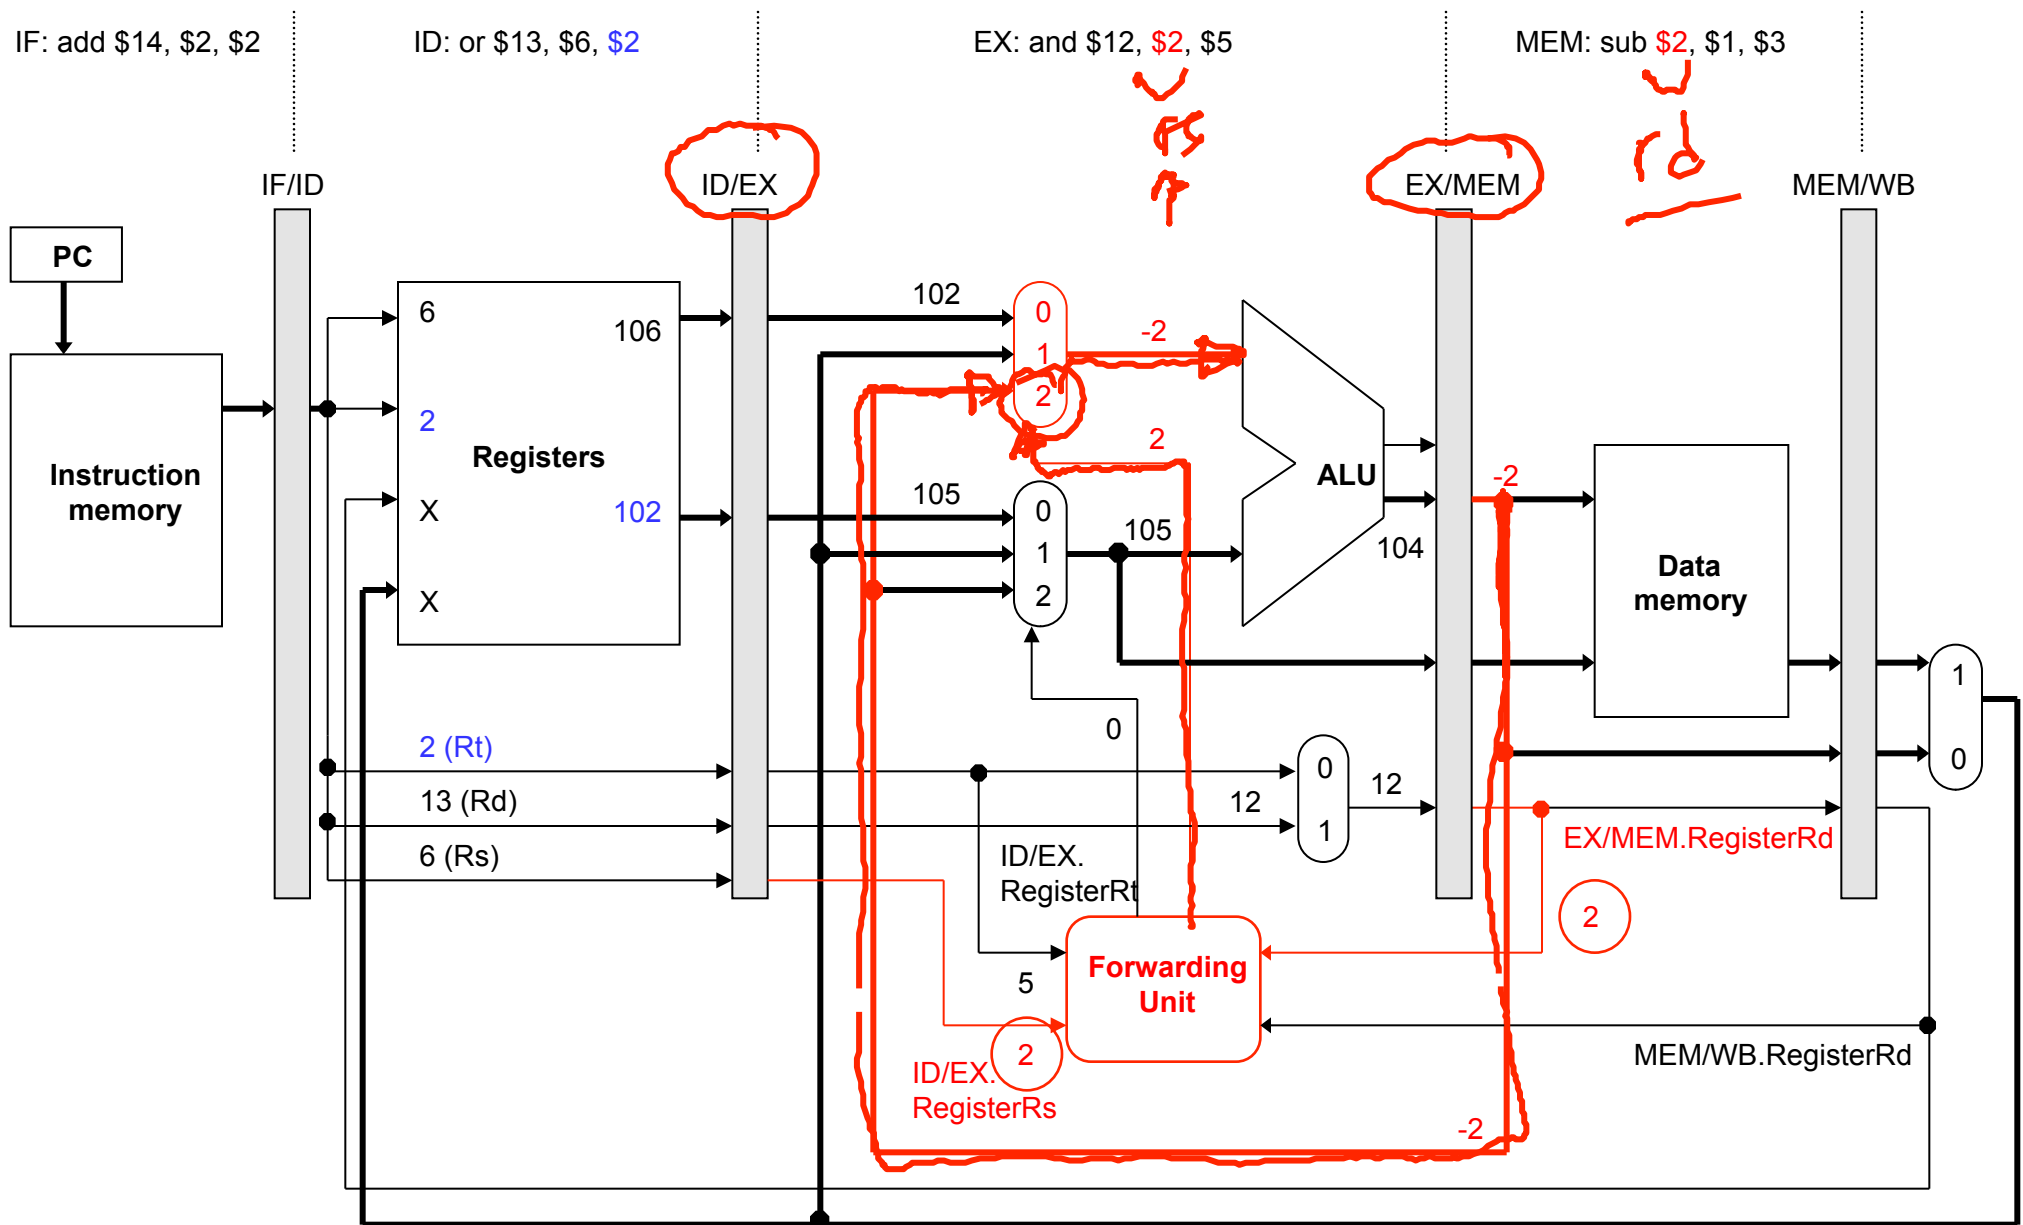 IF: add $14, $2, $2
ID: or $13, $6, $2
EX: and $12, $2, $5
MEM: sub $2, $1, $3
rs
rd
IF/ID
ID/EX
EX/MEM
MEM/WB
PC
Instruction
memory
6
2
X
X
Registers
106
102
102
0
1
2
-2
2
105
0
1
2
105
ALU
104
-2
Data
memory
1
0
0
2 (Rt)
13 (Rd)
6 (Rs)
0
1
12
12
ID/EX.
RegisterRt
EX/MEM.RegisterRd
2
5
Forwarding
Unit
2
ID/EX.
RegisterRs
MEM/WB.RegisterRd
-2